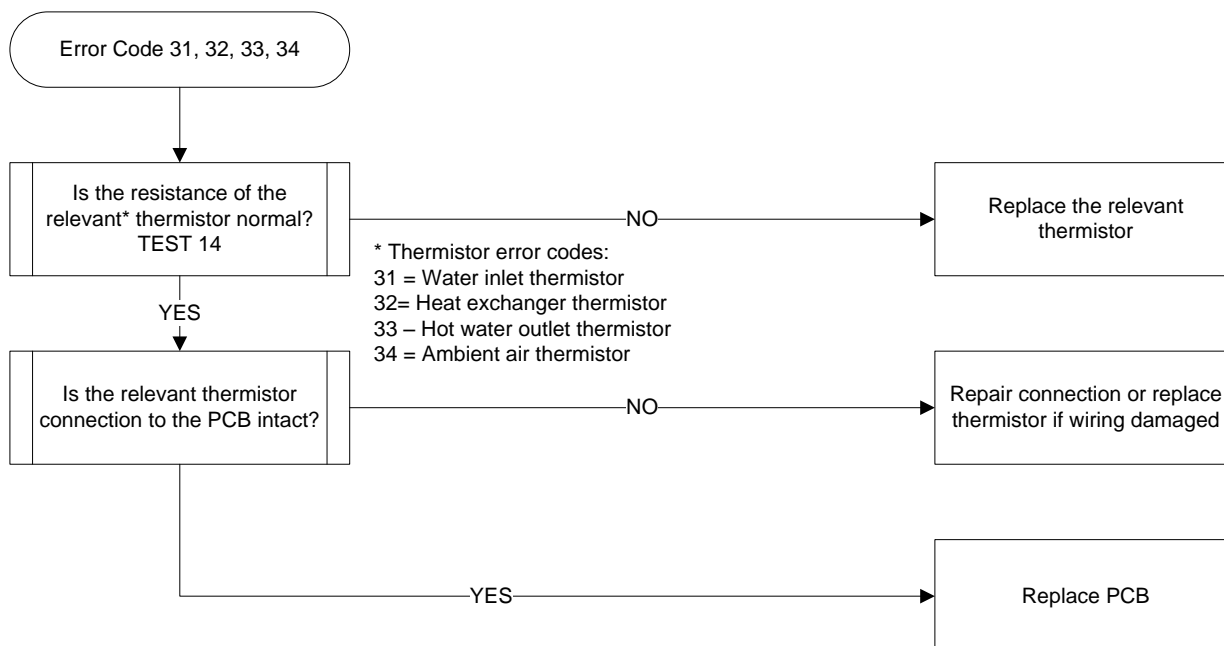 Error Code 31, 32, 33, 34
Is the resistance of the
relevant* thermistor normal?
TEST 14
NO
Replace the relevant
thermistor
* Thermistor error codes:
31 = Water inlet thermistor
32= Heat exchanger thermistor
33 – Hot water outlet thermistor
34 = Ambient air thermistor
YES
Is the relevant thermistor
connection to the PCB intact?
NO
Repair connection or replace
thermistor if wiring damaged
YES
Replace PCB